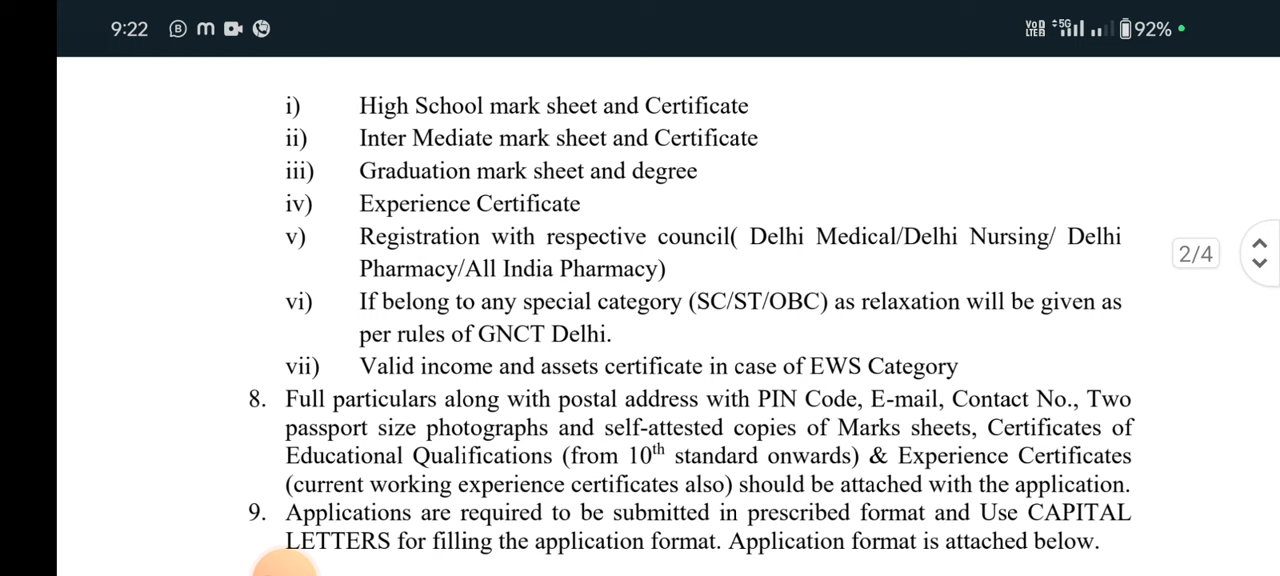 9:22 B m VoD LTEB 5G 92%
i) High School mark sheet and Certificate
ii) Inter Mediate mark sheet and Certificate
iii) Graduation mark sheet and degree
iv) Experience Certificate
v) Registration with respective council( Delhi Medical/Delhi Nursing/ Delhi
Pharmacy/All India Pharmacy)
2/4
vi) If belong to any special category (SC/ST/OBC) as relaxation will be given as
per rules of GNCT Delhi.
vii) Valid income and assets certificate in case of EWS Category
8. Full particulars along with postal address with PIN Code, E-mail, Contact No., Two
passport size photographs and self-attested copies of Marks sheets, Certificates of
Educational Qualifications (from 10th standard onwards) & Experience Certificates
(current working experience certificates also) should be attached with the application.
9. Applications are required to be submitted in prescribed format and Use CAPITAL
LETTERS for filling the application format. Application format is attached below.